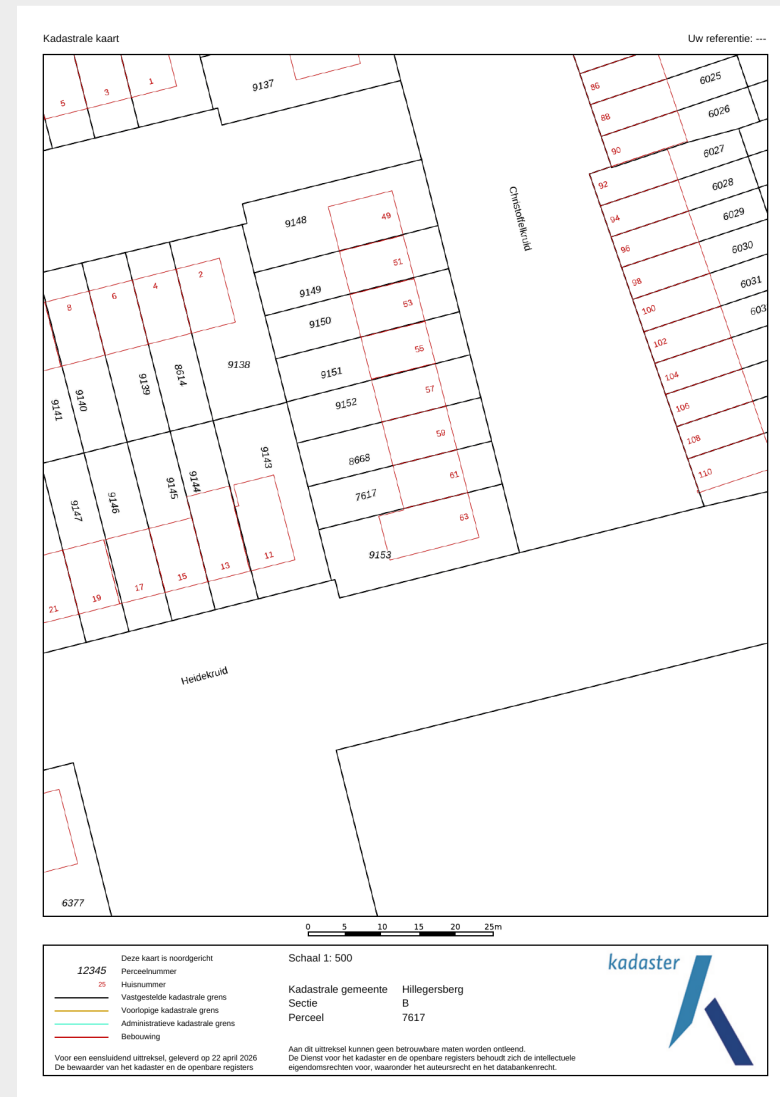 Kadastrale kaart
Uw referentie: ---
5
3
1
9137
86
88
90
6025
6026
6027
92
94
96
98
100
102
104
106
108
110
6028
6029
6030
6031
603
Christoffelkruid
9148
49
9149
51
9150
53
9151
55
9152
57
8668
59
7617
61
9153
63
8
6
4
2
9141
9140
9139
8614
9138
9147
9146
9145
9144
9143
21
19
17
15
13
11
Heidekruid
6377
0 5 10 15 20 25m
Deze kaart is noordgericht
12345 Perceelnummer
25 Huisnummer
Vastgestelde kadastrale grens
Voorlopige kadastrale grens
Administratieve kadastrale grens
Bebouwing
Voor een eensluidend uittreksel, geleverd op 22 april 2026
De bewaarder van het kadaster en de openbare registers
Schaal 1: 500
Kadastrale gemeente Hillegersberg
Sectie B
Perceel 7617
Aan dit uittreksel kunnen geen betrouwbare maten worden ontleend.
De Dienst voor het kadaster en de openbare registers behoudt zich de intellectuele
eigendomsrechten voor, waaronder het auteursrecht en het databankenrecht.
kadaster